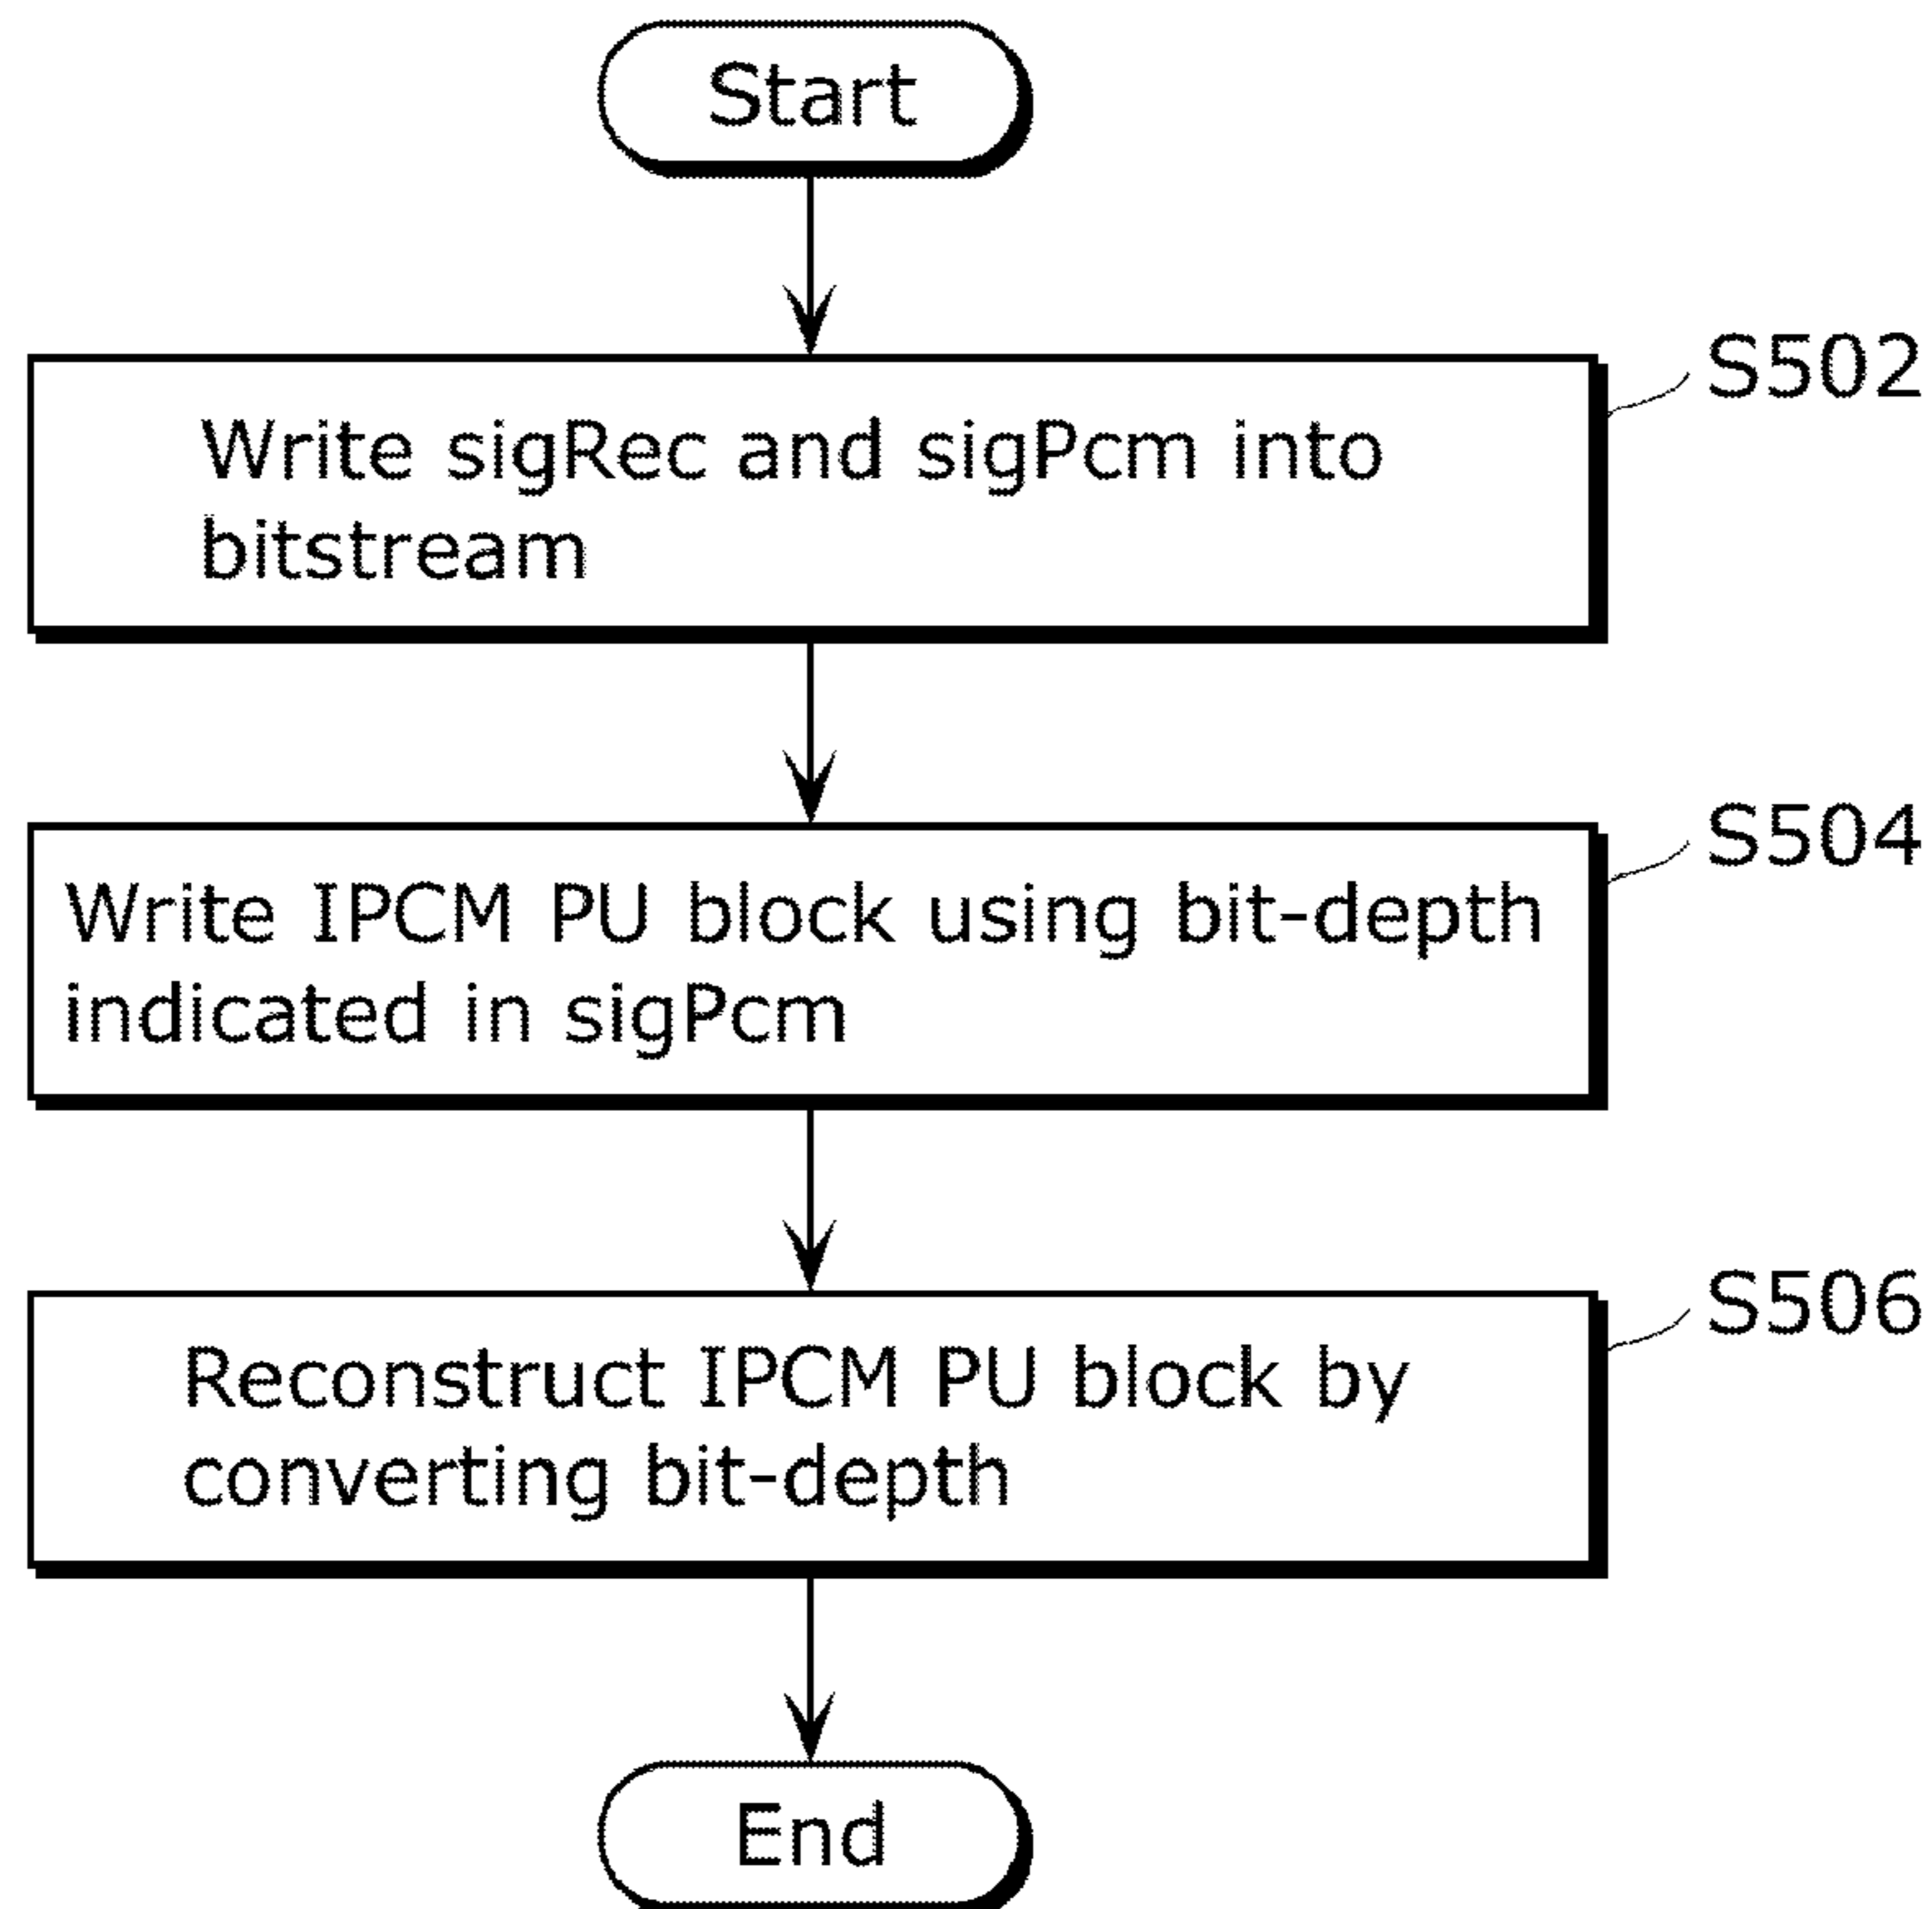 Start
S502
Write sigRec and sigPcm into
bitstream
S504
Write IPCM PU block using bit-depth
indicated in sigPcm
S506
Reconstruct IPCM PU block by
converting bit-depth
End